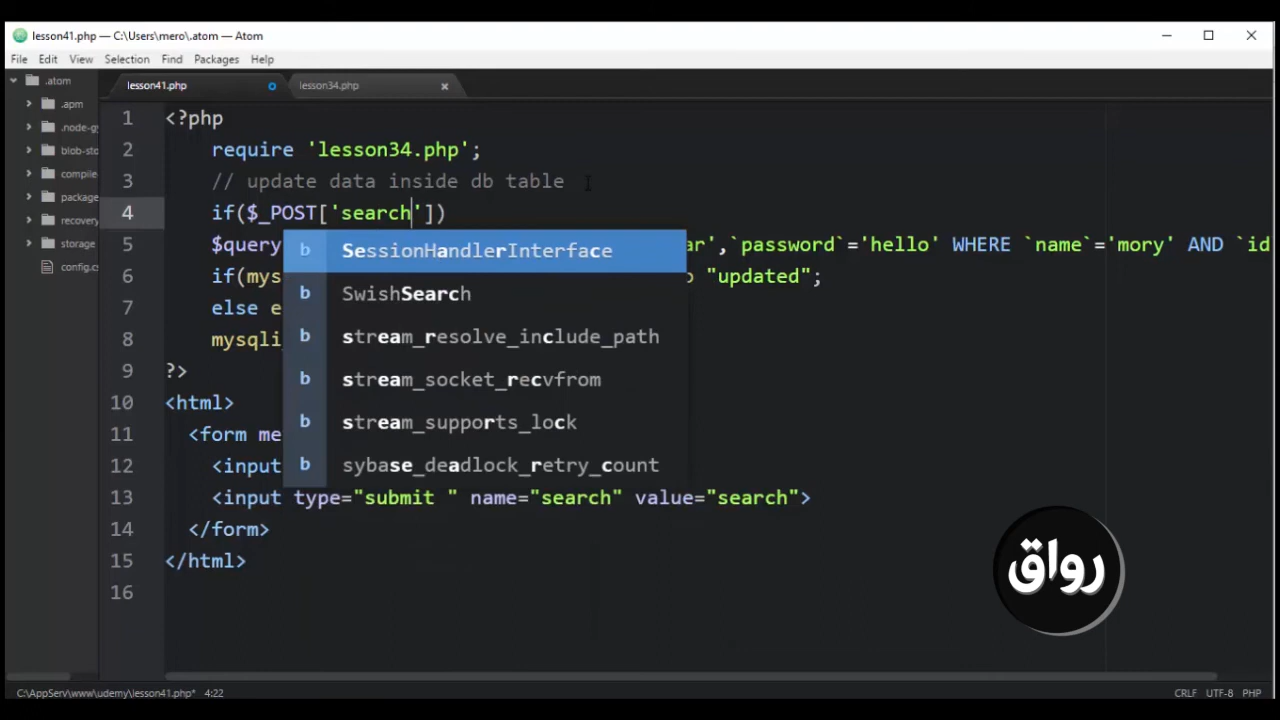 lesson41.php — C:\Users\mero\.atom — Atom
File Edit View Selection Find Packages Help
.atom
lesson41.php
lesson34.php
.apm
.node-gy
blob-sto
compile-
package
recovery
storage
config.cs
1 <?php
2 require 'lesson34.php';
3 // update data inside db table
4 if($_POST['search'])
5 $query ar',`password`='hello' WHERE `name`='mory' AND `id
6 if(mys o "updated";
7 else e
8 mysqli_
9 ?>
10 <html>
11 <form me
12 <input
13 <input type="submit " name="search" value="search">
14 </form>
15 </html>
16
b SessionHandlerInterface
b SwishSearch
b stream_resolve_include_path
b stream_socket_recvfrom
b stream_supports_lock
b sybase_deadlock_retry_count
رواق
C:\AppServ\www\udemy\lesson41.php* 4:22
CRLF UTF-8 PHP